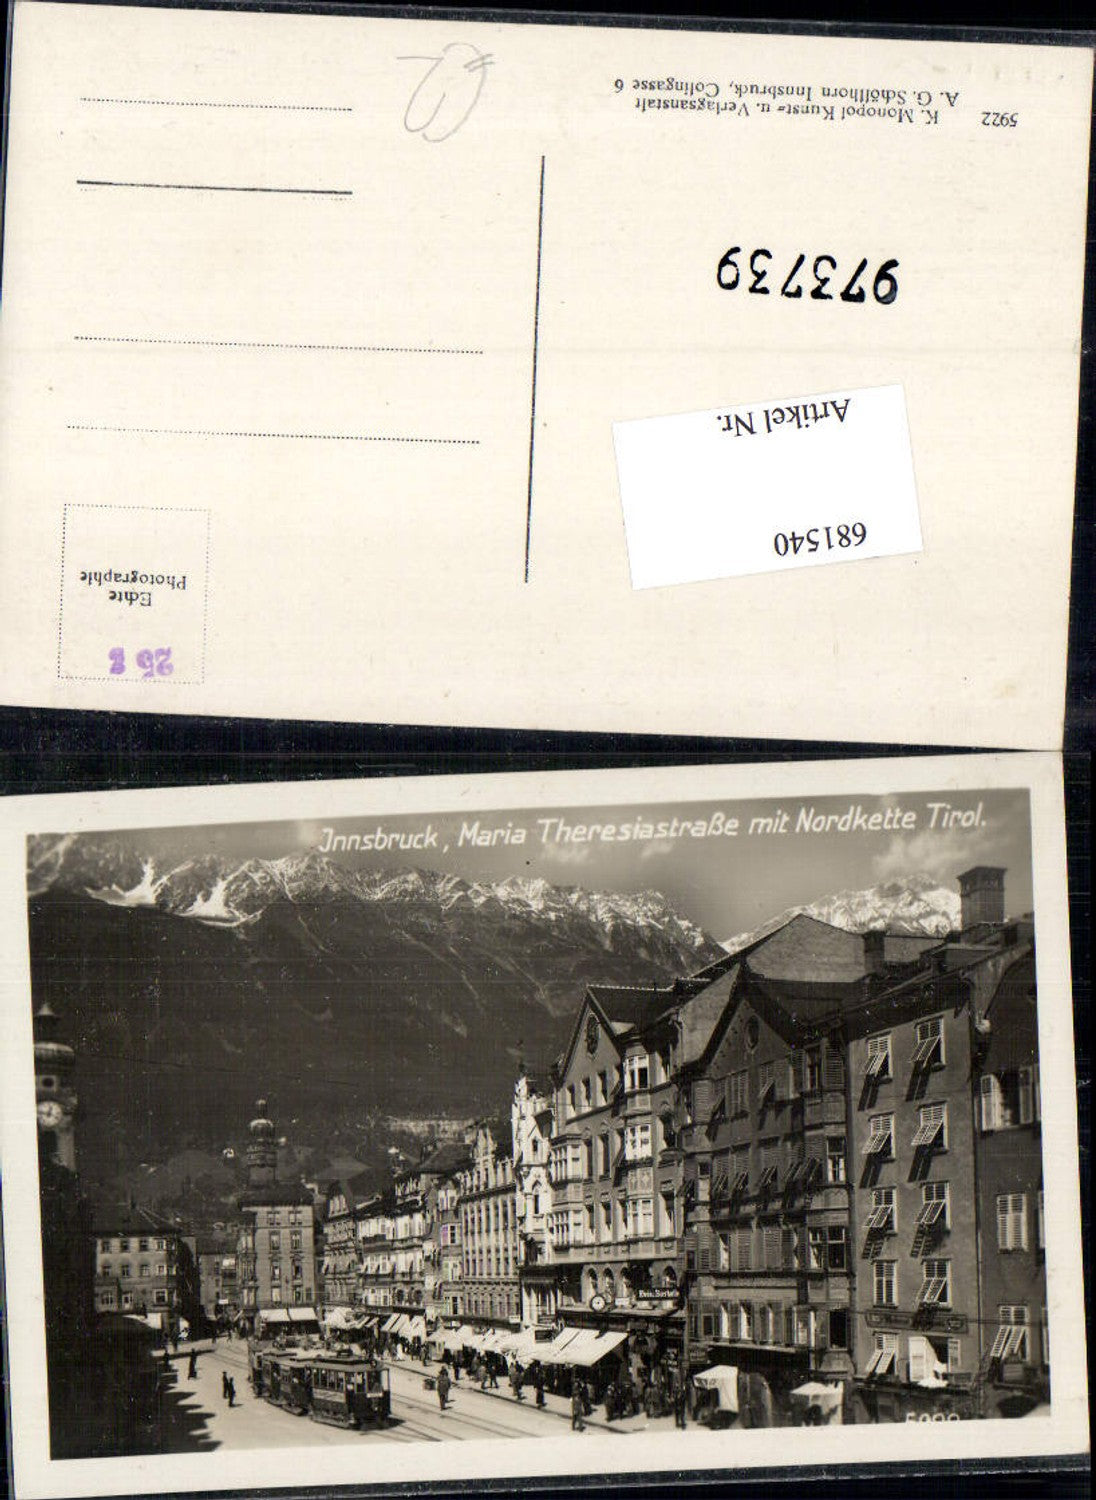 5922
K. Monopol Kunst- u. Verlagsanstalt
A. G. Schöllhorn Innsbruck, Colingasse 6
973739
Artikel Nr.
681540
Echte
Photographie
Innsbruck, Maria Theresiastraße mit Nordkette Tirol.